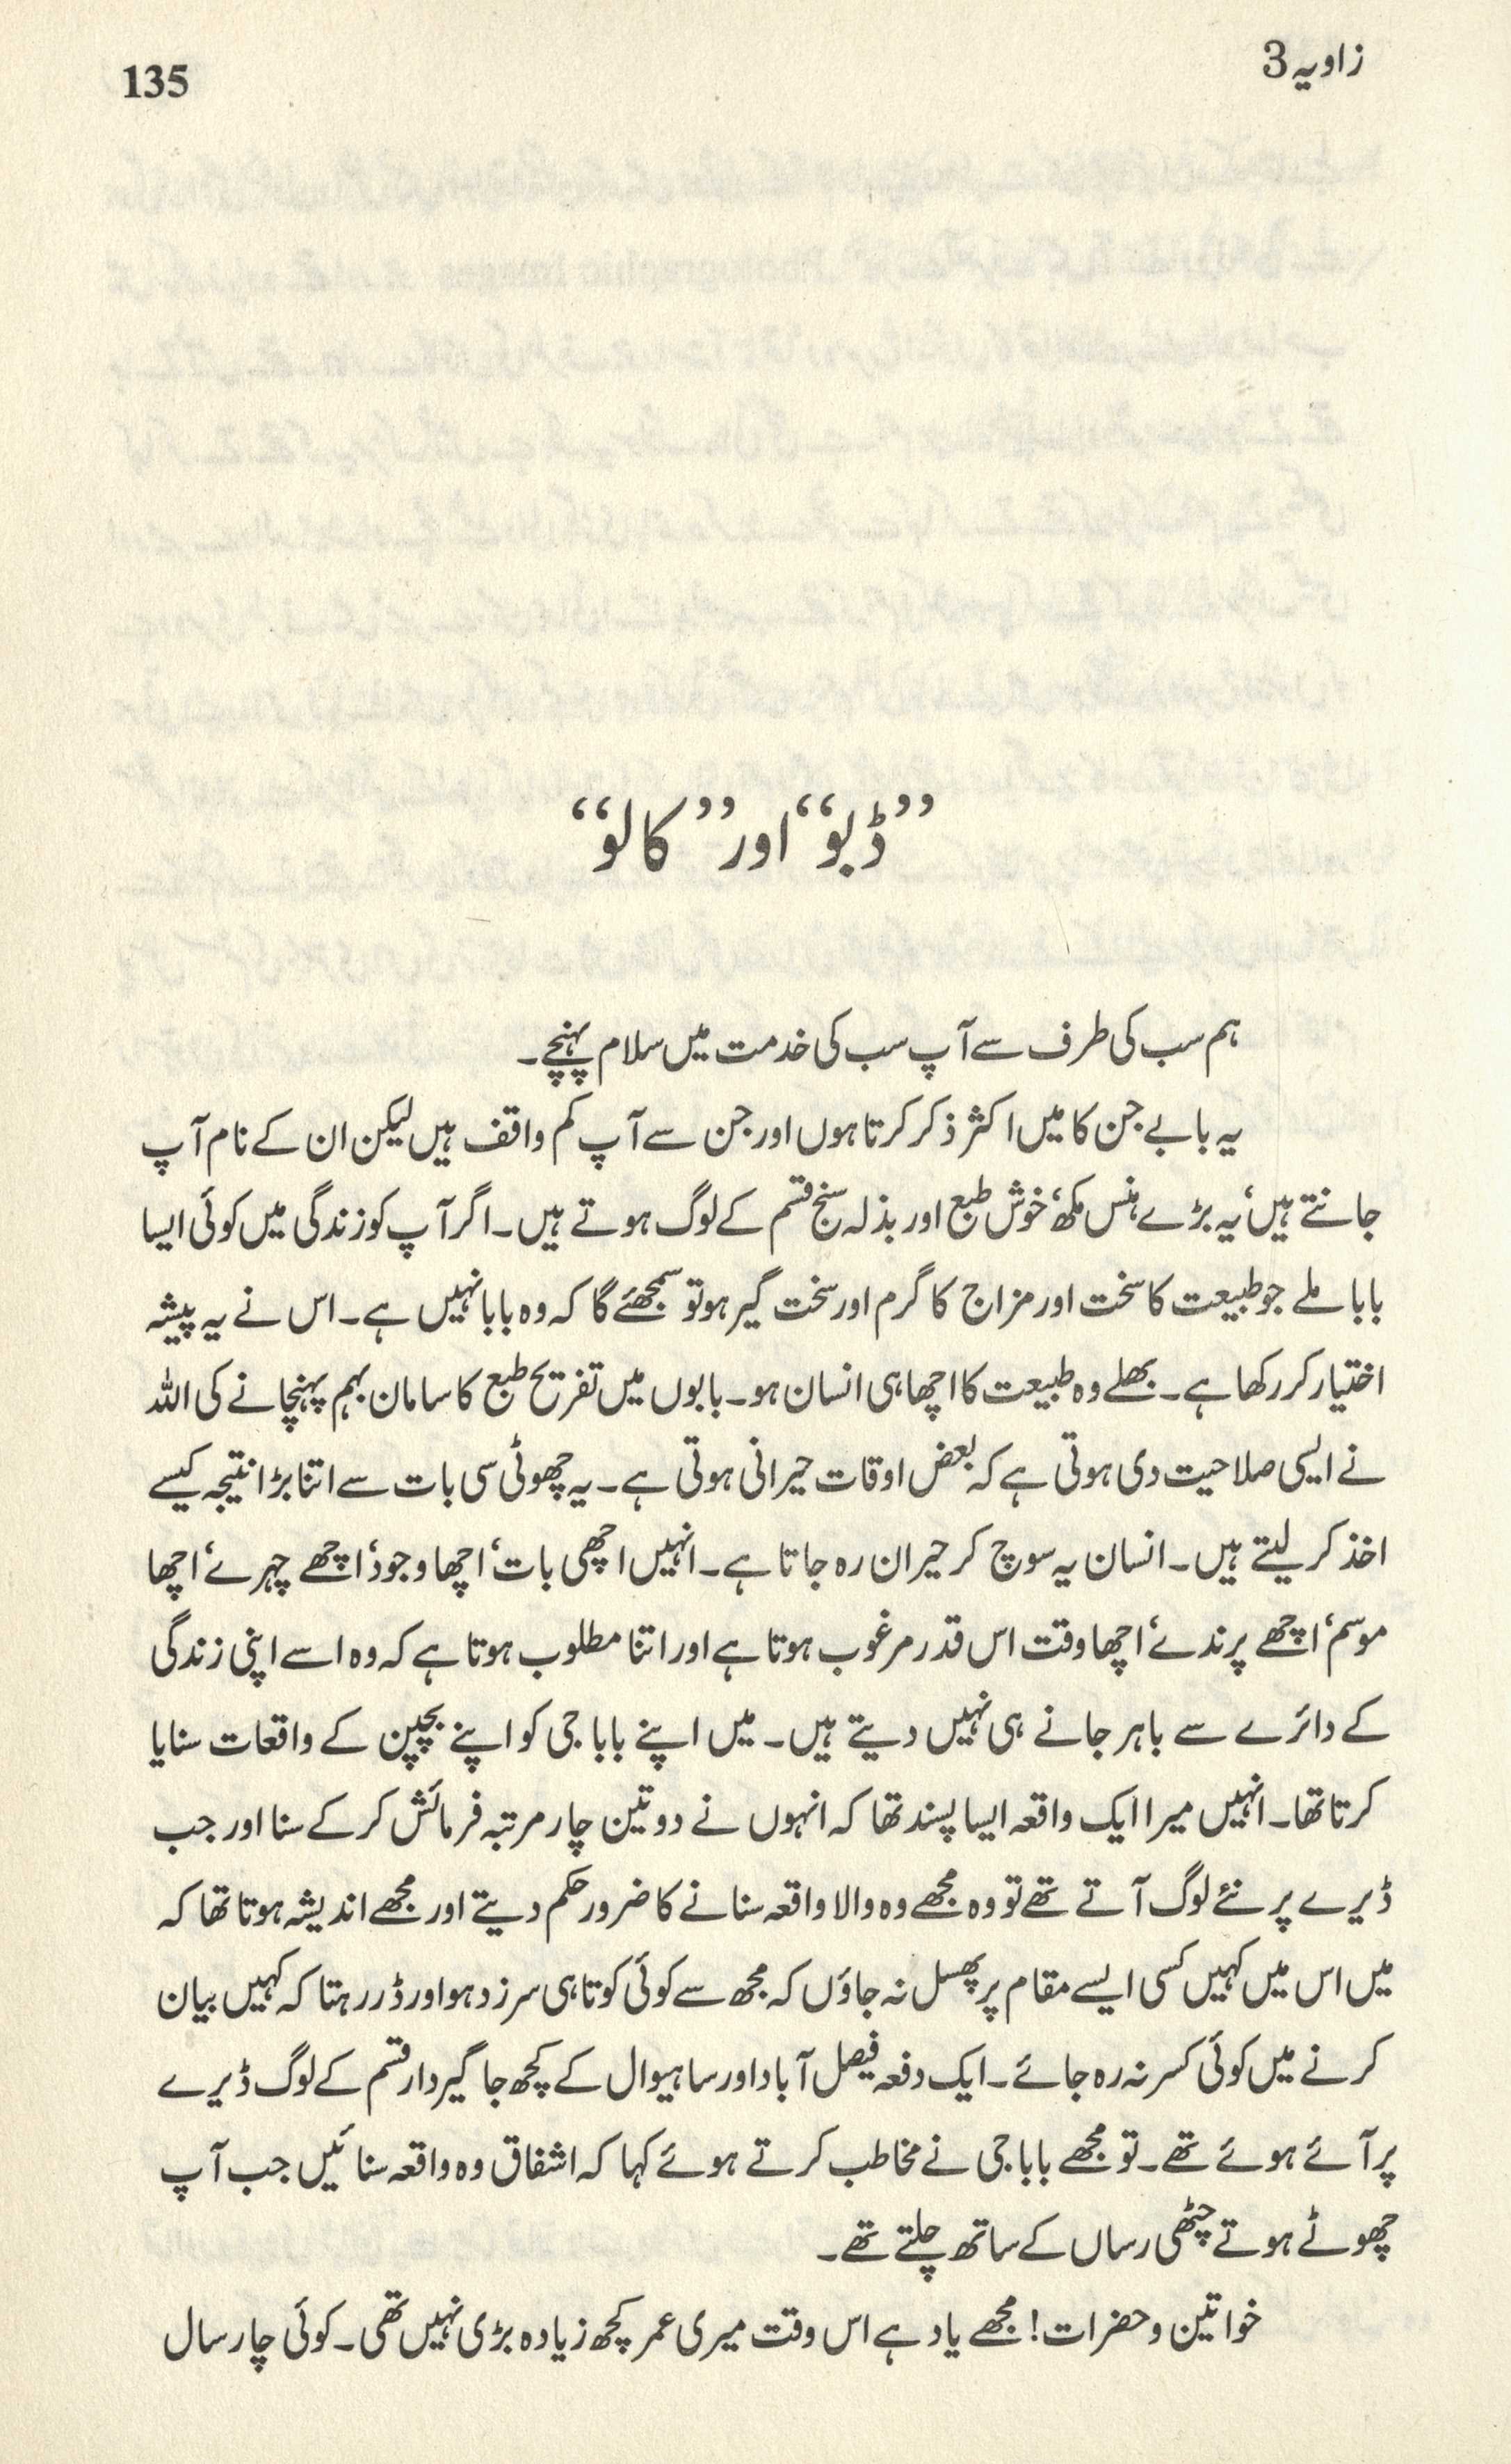 زاویہ 3
135
”ڈبو“ اور ”کالو“
ہم سب کی طرف سے آپ سب کی خدمت میں سلام پہنچے۔
یہ بابے جن کا میں اکثر ذکر کرتا ہوں اور جن سے آپ کم واقف ہیں لیکن ان کے نام آپ
جانتے ہیں‘ یہ بڑے ہنس مکھ‘ خوش طبع اور بذلہ سنج قسم کے لوگ ہوتے ہیں۔ اگر آپ کو زندگی میں کوئی ایسا
بابا ملے جو طبیعت کا سخت اور مزاج کا گرم اور سخت گیر ہو تو سمجھئے گا کہ وہ بابا نہیں ہے۔ اس نے یہ پیشہ
اختیار کر رکھا ہے۔ بھلے وہ طبیعت کا اچھا ہی انسان ہو۔ بابوں میں تفریح طبع کا سامان بہم پہنچانے کی اللہ
نے ایسی صلاحیت دی ہوتی ہے کہ بعض اوقات حیرانی ہوتی ہے۔ یہ چھوٹی سی بات سے اتنا بڑا نتیجہ کیسے
اخذ کر لیتے ہیں۔ انسان یہ سوچ کر حیران رہ جاتا ہے۔ انہیں اچھی بات‘ اچھا وجود‘ اچھے چہرے‘ اچھا
موسم‘ اچھے پرندے‘ اچھا وقت اس قدر مرغوب ہوتا ہے اور اتنا مطلوب ہوتا ہے کہ وہ اسے اپنی زندگی
کے دائرے سے باہر جانے ہی نہیں دیتے ہیں۔ میں اپنے بابا جی کو اپنے بچپن کے واقعات سنایا
کرتا تھا۔ انہیں میرا ایک واقعہ ایسا پسند تھا کہ انہوں نے دو تین چار مرتبہ فرمائش کر کے سنا اور جب
ڈیرے پر نئے لوگ آتے تھے تو وہ مجھے وہ والا واقعہ سنانے کا ضرور حکم دیتے اور مجھے اندیشہ ہوتا تھا کہ
میں اس میں کہیں کسی ایسے مقام پر پھسل نہ جاؤں کہ مجھ سے کوئی کوتاہی سرزد ہو اور ڈر رہتا کہ کہیں بیان
کرنے میں کوئی کسر نہ رہ جائے۔ ایک دفعہ فیصل آباد اور ساہیوال کے کچھ جاگیردار قسم کے لوگ ڈیرے
پر آئے ہوئے تھے۔ تو مجھے بابا جی نے مخاطب کرتے ہوئے کہا کہ اشفاق وہ واقعہ سنائیں جب آپ
چھوٹے ہوتے چٹھی رساں کے ساتھ چلتے تھے۔
خواتین و حضرات! مجھے یاد ہے اس وقت میری عمر کچھ زیادہ بڑی نہیں تھی۔ کوئی چار سال